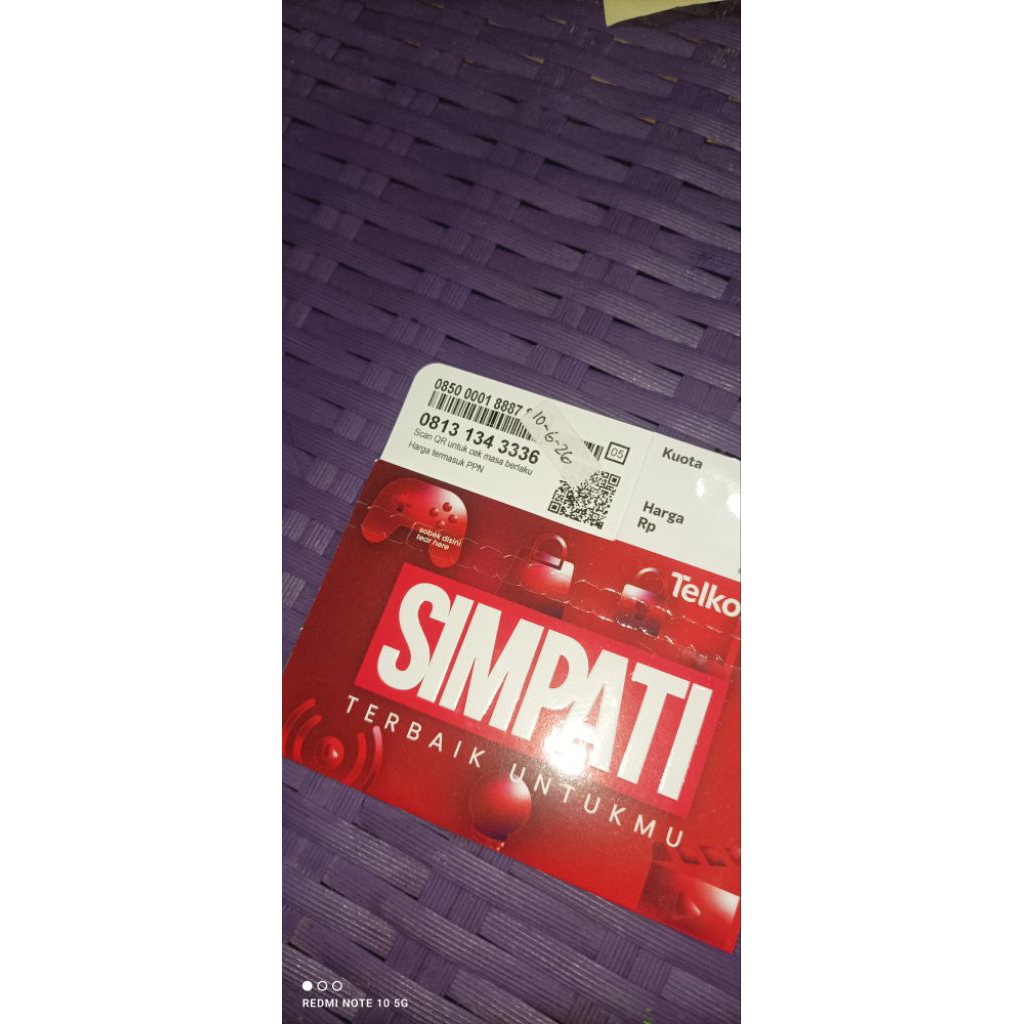 0850 0001 8887
10-6-26
0813 134 3336
05
Scan QR untuk cek masa berlaku
Harga termasuk PPN
Kuota
Harga
Rp
sobek disini
tear here
Telko
SIMPATI
TERBAIK UNTUKMU
REDMI NOTE 10 5G